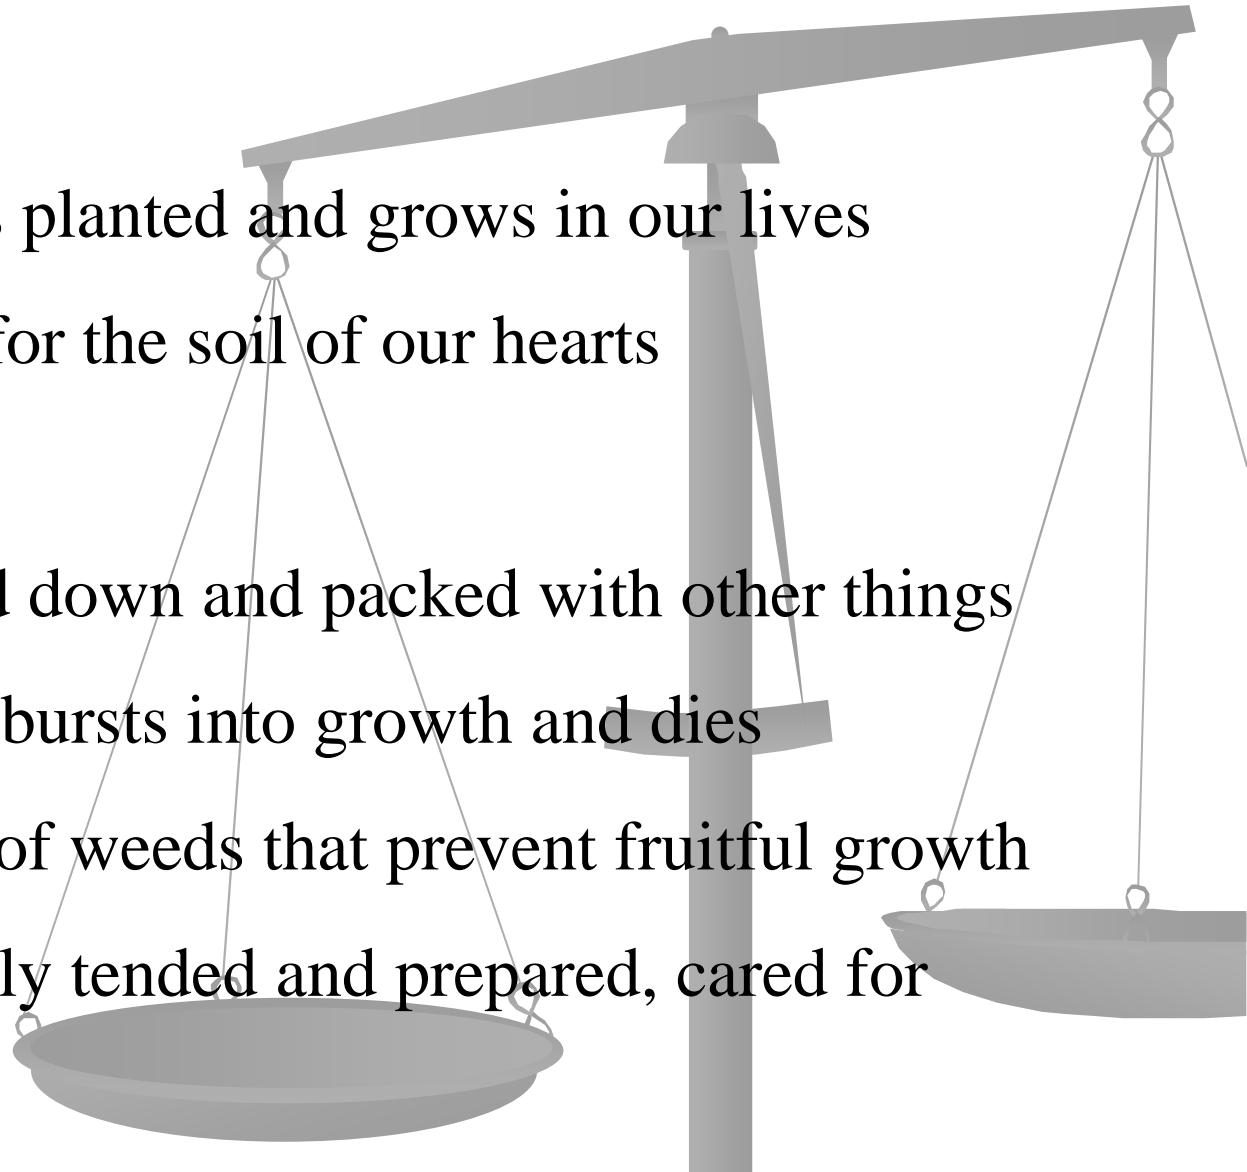 planted and grows in our lives
for the soil of our hearts
down and packed with other things
bursts into growth and dies
of weeds that prevent fruitful growth
ly tended and prepared, cared for